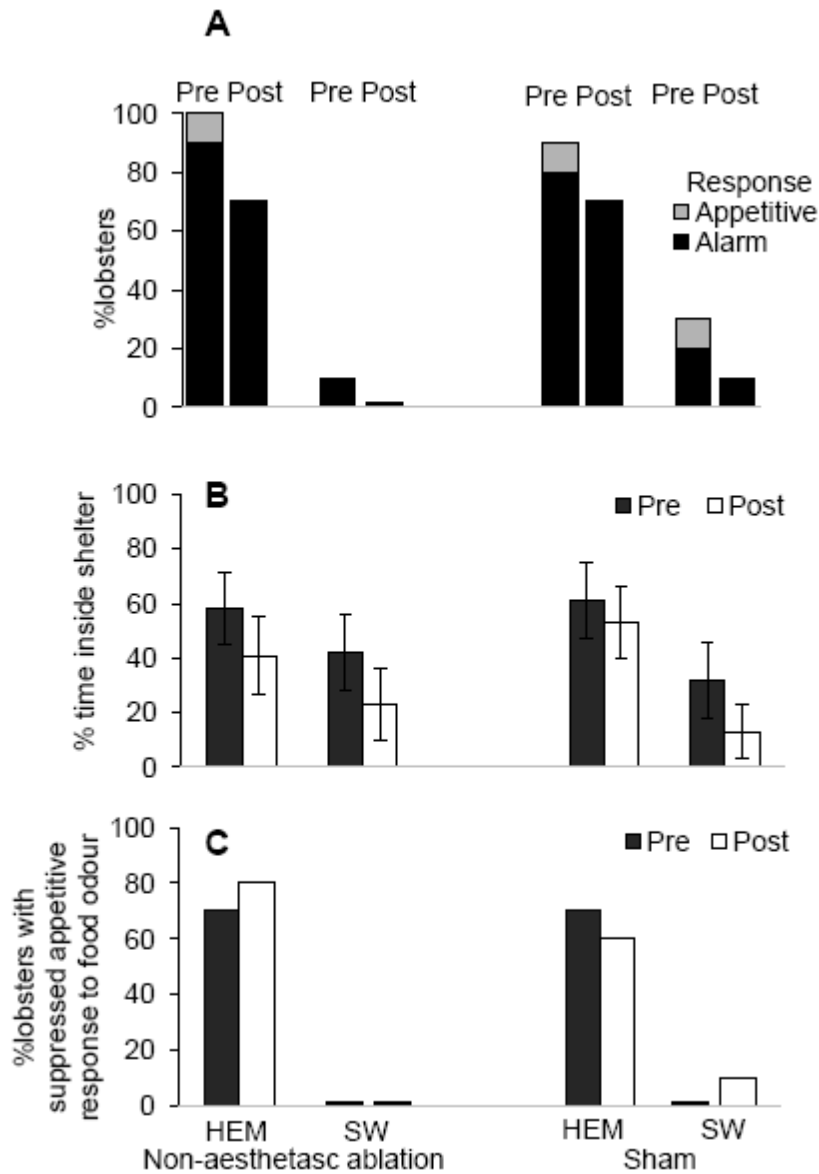 A
Pre Post Pre Post Pre Post Pre Post
100
80
60
40
20
0
%lobsters
Response
Appetitive
Alarm
B
100
80
60
40
20
0
% time inside shelter
Pre Post
C
100
80
60
40
20
0
%lobsters with
suppressed appetitive
response to food odour
Pre Post
HEM SW HEM SW
Non-aesthetasc ablation Sham